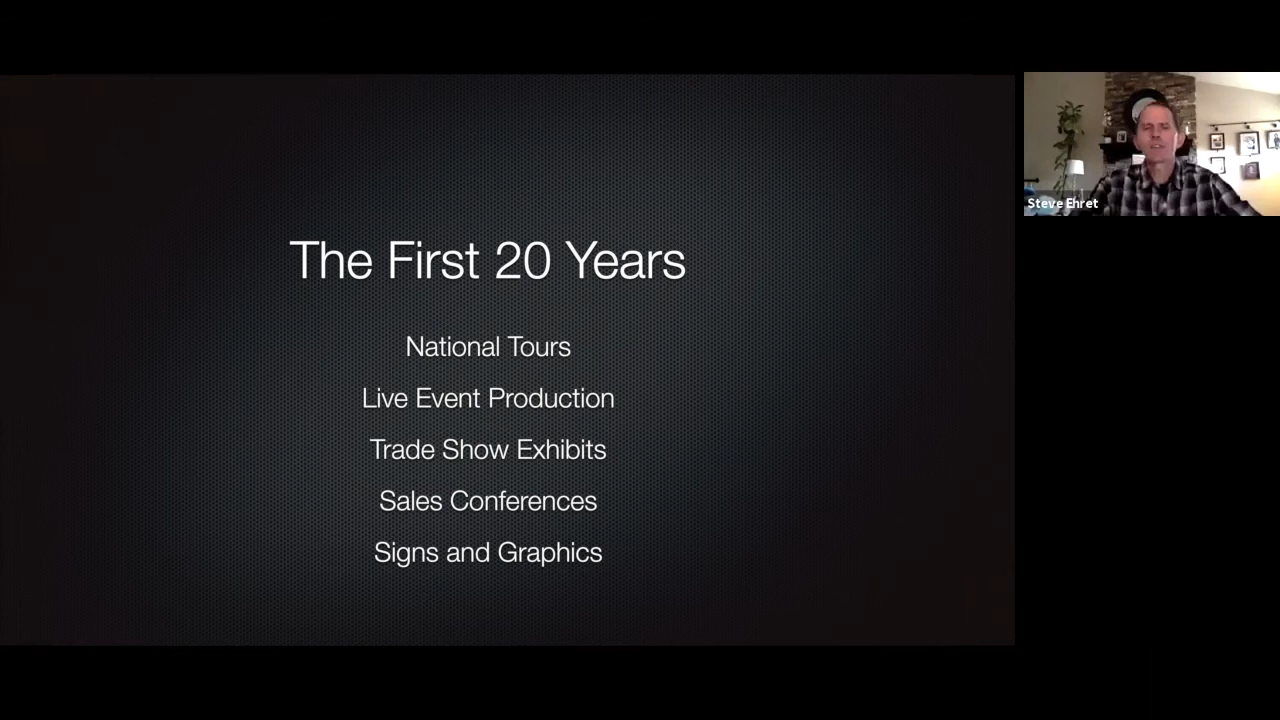 The First 20 Years
National Tours
Live Event Production
Trade Show Exhibits
Sales Conferences
Signs and Graphics
Steve Ehret